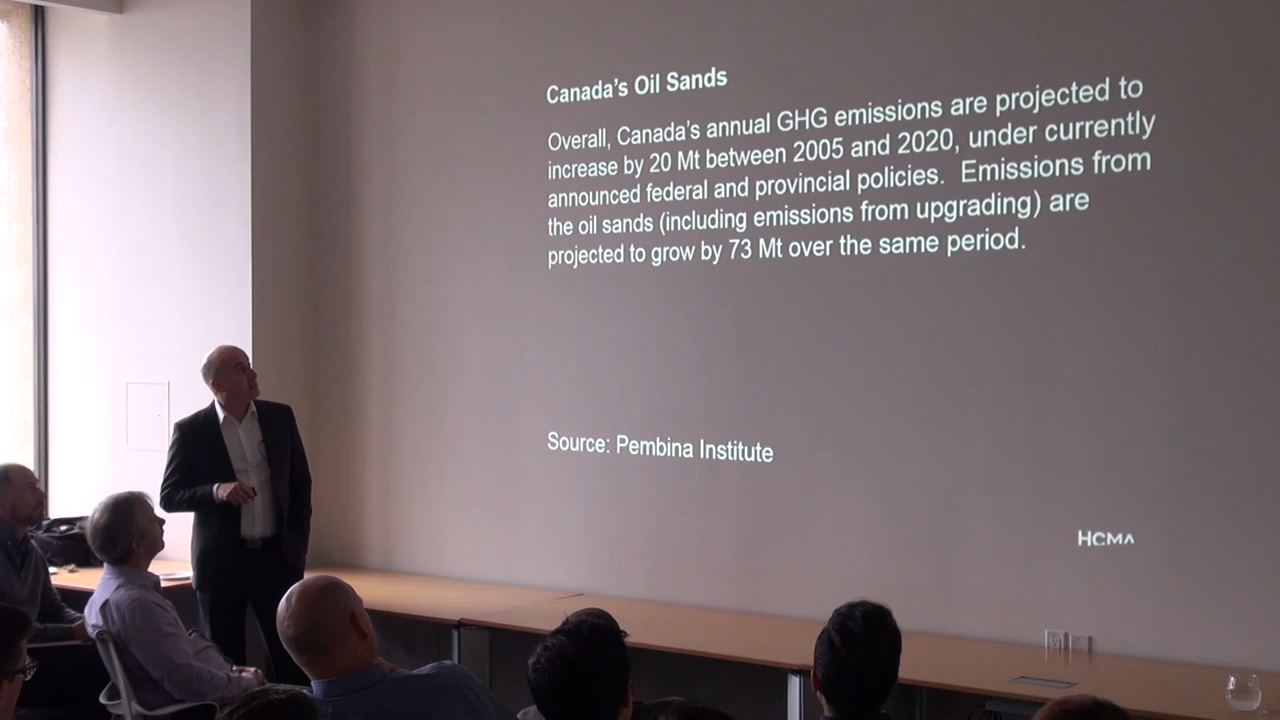 Canada's Oil Sands
Overall, Canada's annual GHG emissions are projected to
increase by 20 Mt between 2005 and 2020, under currently
announced federal and provincial policies. Emissions from
the oil sands (including emissions from upgrading) are
projected to grow by 73 Mt over the same period.
Source: Pembina Institute
HCMA